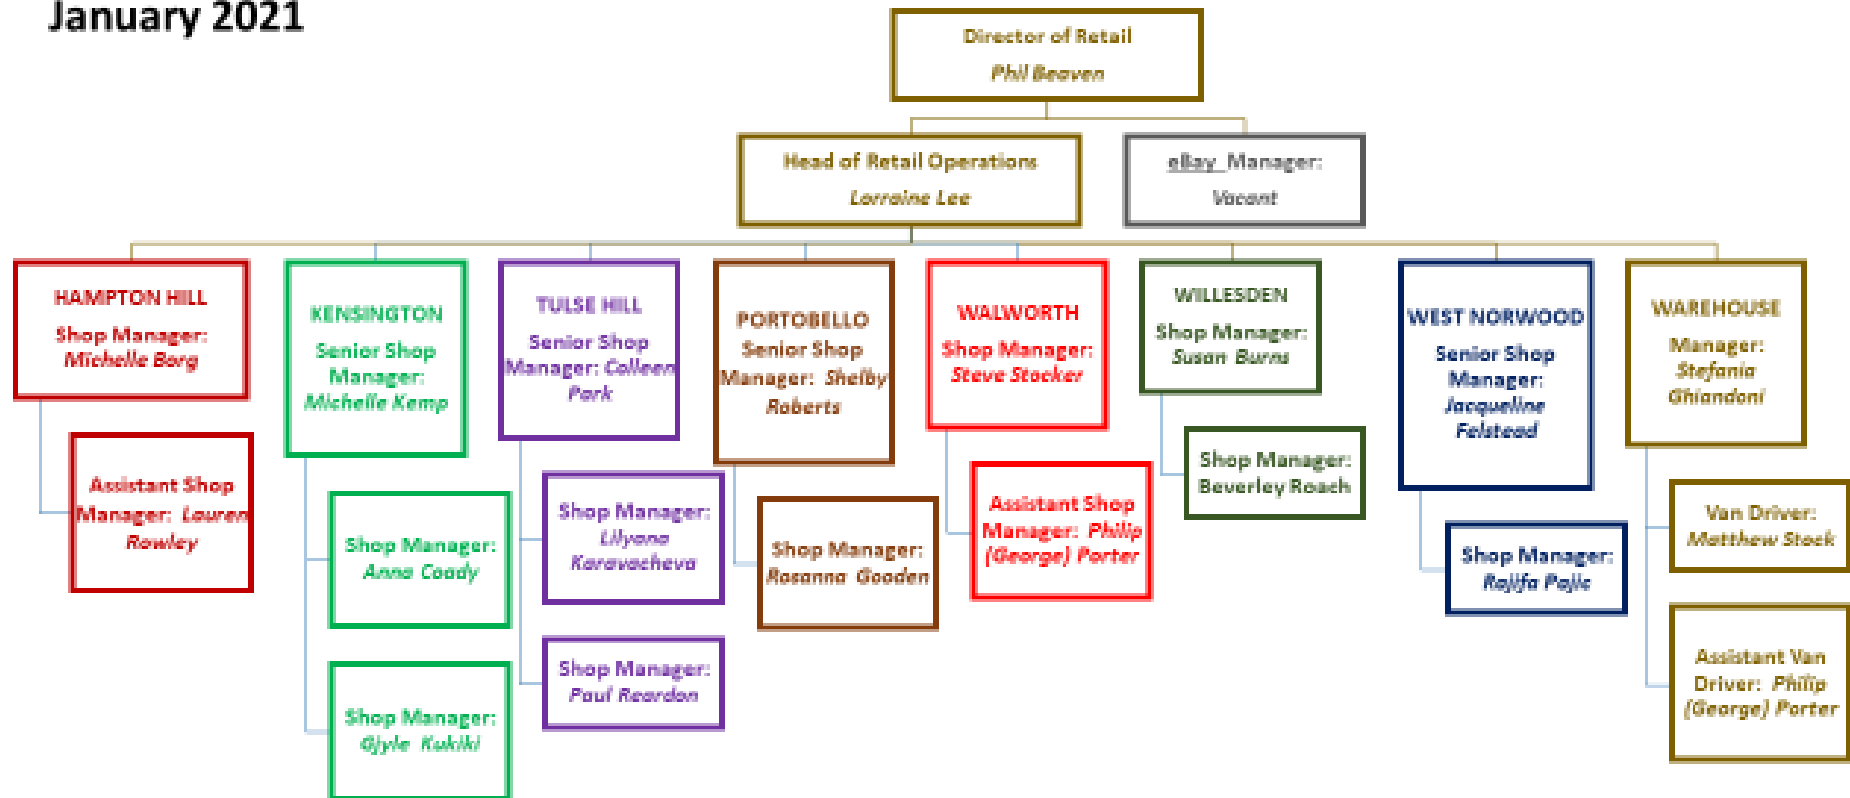 January 2021
Director of Retail
Phil Beaven
Head of Retail Operations
Lorraine Lee
eBay Manager:
Vacant
HAMPTON HILL
Shop Manager:
Michelle Borg
Assistant Shop
Manager: Lauren
Rowley
KENSINGTON
Senior Shop
Manager:
Michelle Kemp
Shop Manager:
Anna Coady
Shop Manager:
Gjyle Kukiki
TULSE HILL
Senior Shop
Manager: Colleen
Park
Shop Manager:
Lilyana
Karavacheva
Shop Manager:
Paul Reardon
PORTOBELLO
Senior Shop
Manager: Shelby
Roberts
Shop Manager:
Rosanna Gooden
WALWORTH
Shop Manager:
Steve Stocker
Assistant Shop
Manager: Philip
(George) Porter
WILLESDEN
Shop Manager:
Susan Burns
Shop Manager:
Beverley Roach
WEST NORWOOD
Senior Shop
Manager:
Jacqueline
Felstead
Shop Manager:
Rajifa Pajic
WAREHOUSE
Manager:
Stefania
Ghiandoni
Van Driver:
Matthew Stock
Assistant Van
Driver: Philip
(George) Porter